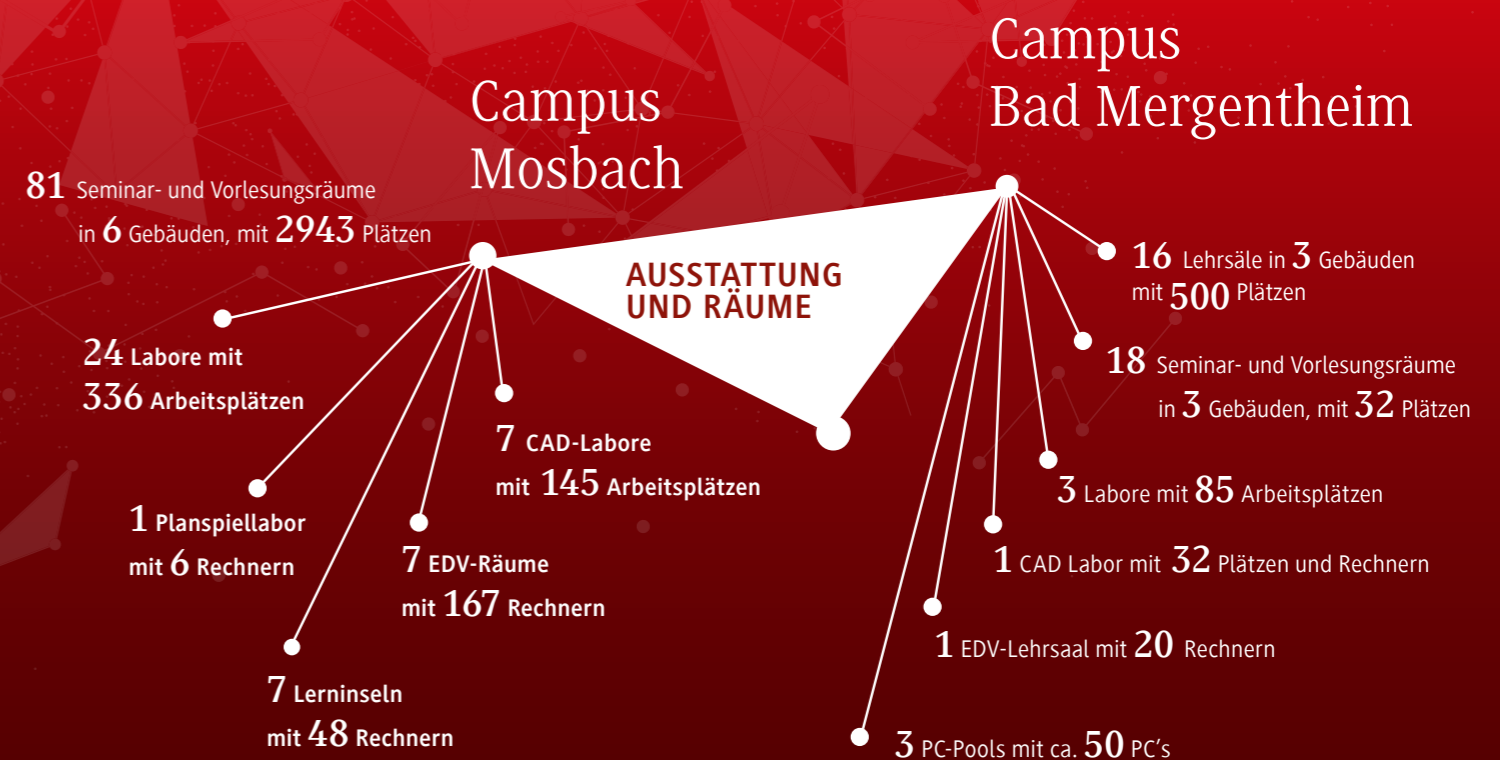 Campus
Mosbach
81 Seminar- und Vorlesungsräume
in 6 Gebäuden, mit 2943 Plätzen
24 Labore mit
336 Arbeitsplätzen
1 Planspiellabor
mit 6 Rechnern
7 Lerninseln
mit 48 Rechnern
7 EDV-Räume
mit 167 Rechnern
7 CAD-Labore
mit 145 Arbeitsplätzen
AUSSTATTUNG
UND RÄUME
Campus
Bad Mergentheim
16 Lehrsäle in 3 Gebäuden
mit 500 Plätzen
18 Seminar- und Vorlesungsräume
in 3 Gebäuden, mit 32 Plätzen
3 Labore mit 85 Arbeitsplätzen
1 CAD Labor mit 32 Plätzen und Rechnern
1 EDV-Lehrsaal mit 20 Rechnern
3 PC-Pools mit ca. 50 PC's